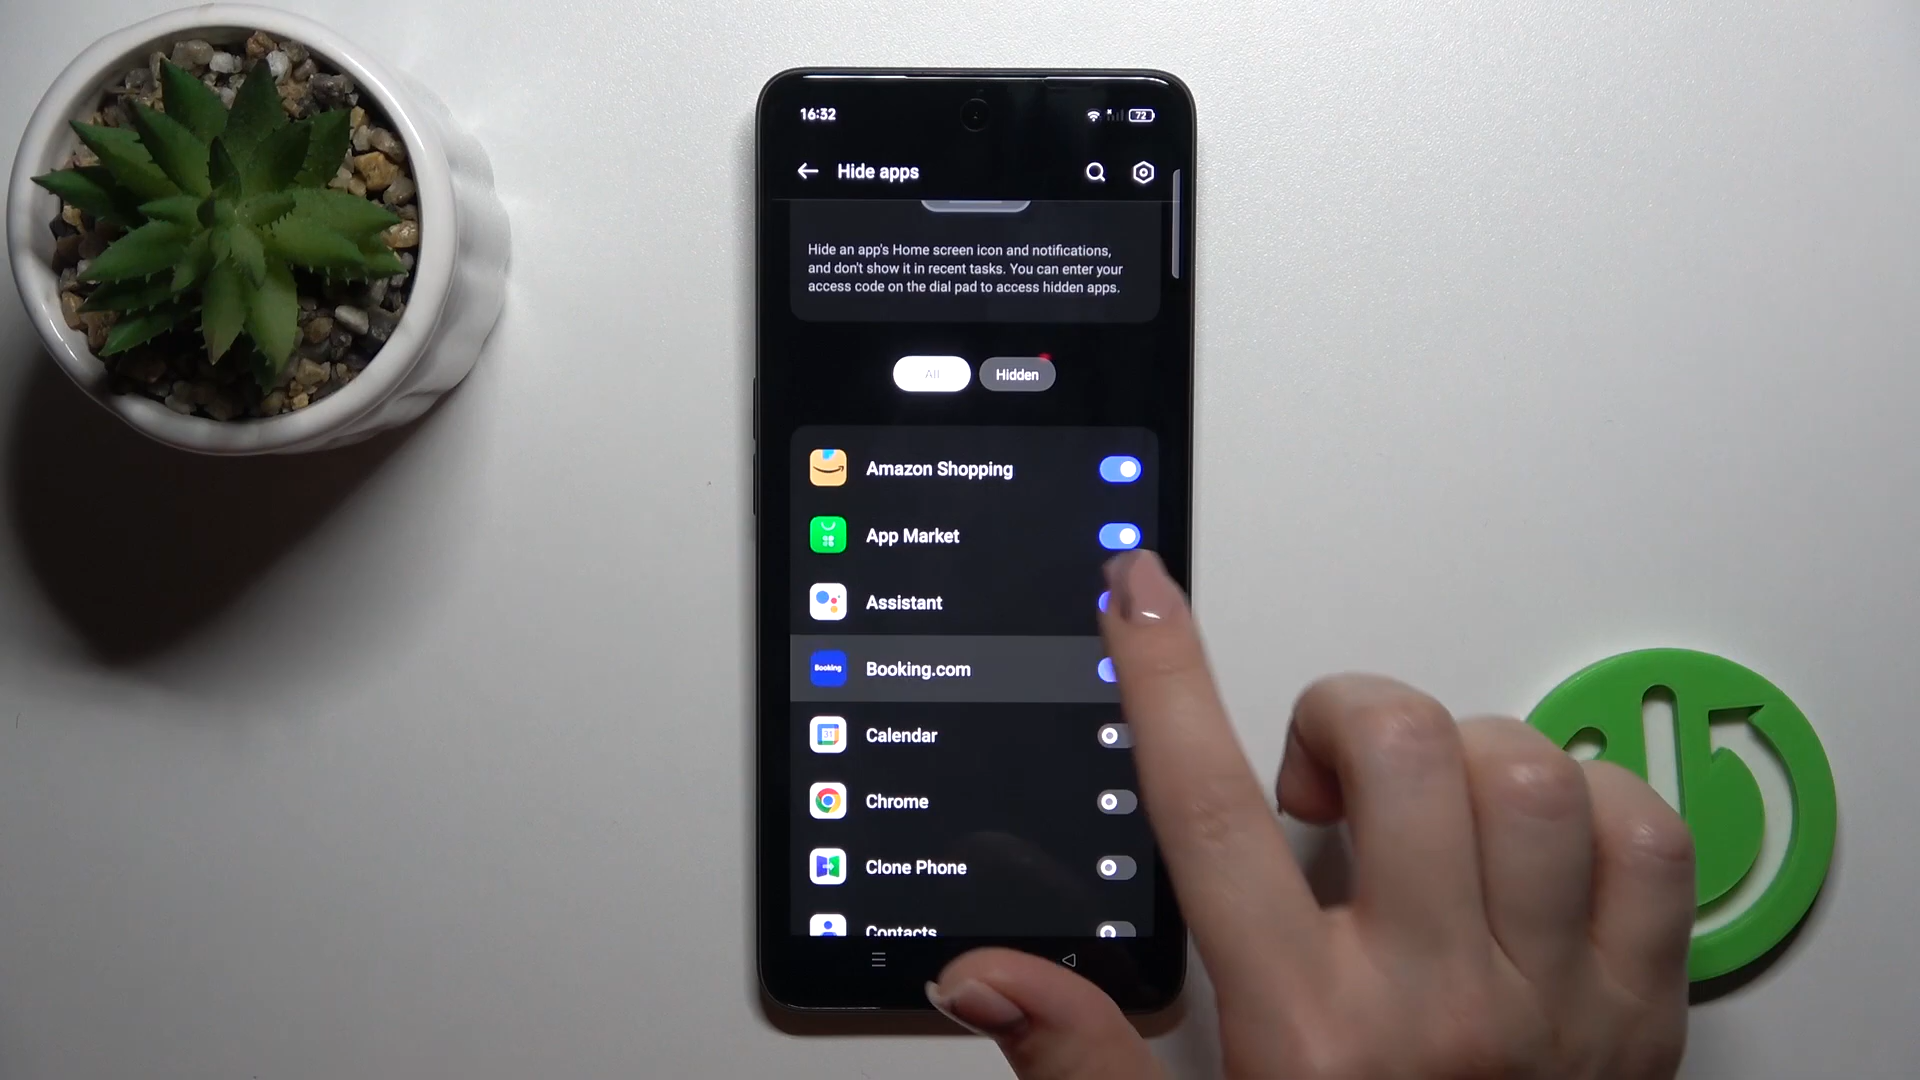 16:32
72
Hide apps
Hide an app's Home screen icon and notifications,
and don't show it in recent tasks. You can enter your
access code on the dial pad to access hidden apps.
All
Hidden
Amazon Shopping
App Market
Assistant
Booking
Booking.com
31
Calendar
Chrome
Clone Phone
Contacts